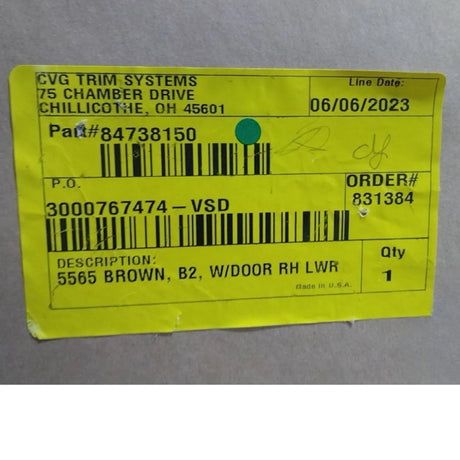 CVG TRIM SYSTEMS
75 CHAMBER DRIVE
CHILLICOTHE, OH 45601
Line Date:
06/06/2023
Part#84738150
P.O.
3000767474-VSD
ORDER#
831384
DESCRIPTION:
5565 BROWN, B2, W/DOOR RH LWR
Made in U.S.A.
Qty
1